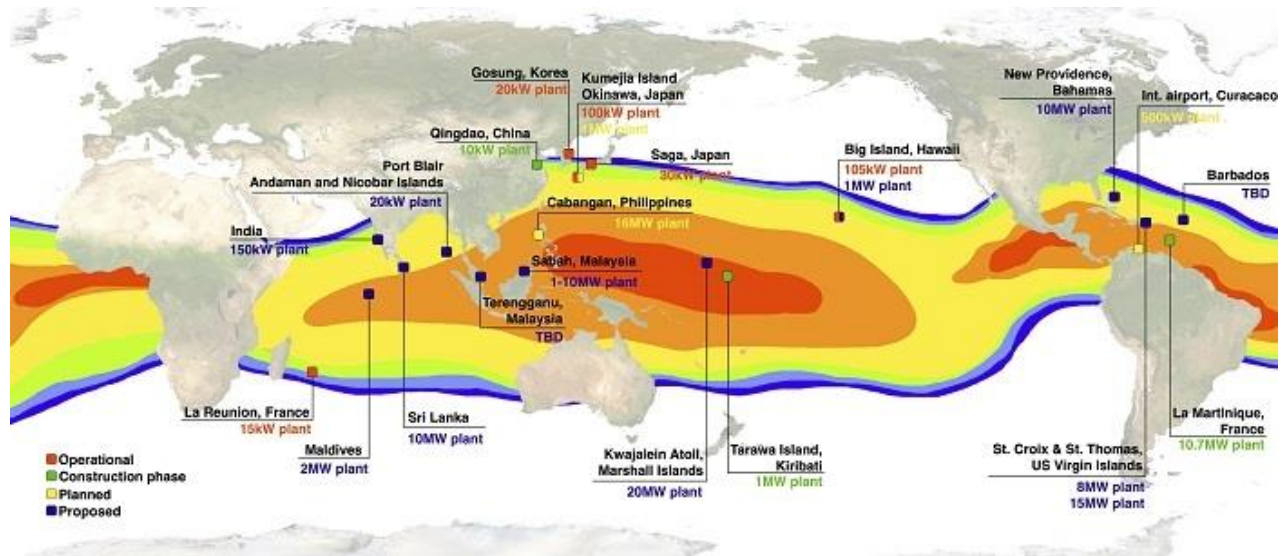 Gosung, Korea
20kW plant
Kumejia Island
Okinawa, Japan
100kW plant
1MW plant
Qingdao, China
10kW plant
Saga, Japan
30kW plant
Port Blair
Andaman and Nicobar Islands
20kW plant
India
150kW plant
Cabangan, Philippines
16MW plant
Sabah, Malaysia
1-10MW plant
Terengganu,
Malaysia
TBD
Big Island, Hawaii
105kW plant
1MW plant
New Providence,
Bahamas
10MW plant
Int. airport, Curacaco
500kW plant
Barbados
TBD
La Reunion, France
15kW plant
Maldives
2MW plant
Sri Lanka
10MW plant
Kwajalein Atoll,
Marshall Islands
20MW plant
Tarawa Island,
Kiribati
1MW plant
St. Croix & St. Thomas,
US Virgin Islands
8MW plant
15MW plant
La Martinique,
France
10.7MW plant
Operational
Construction phase
Planned
Proposed